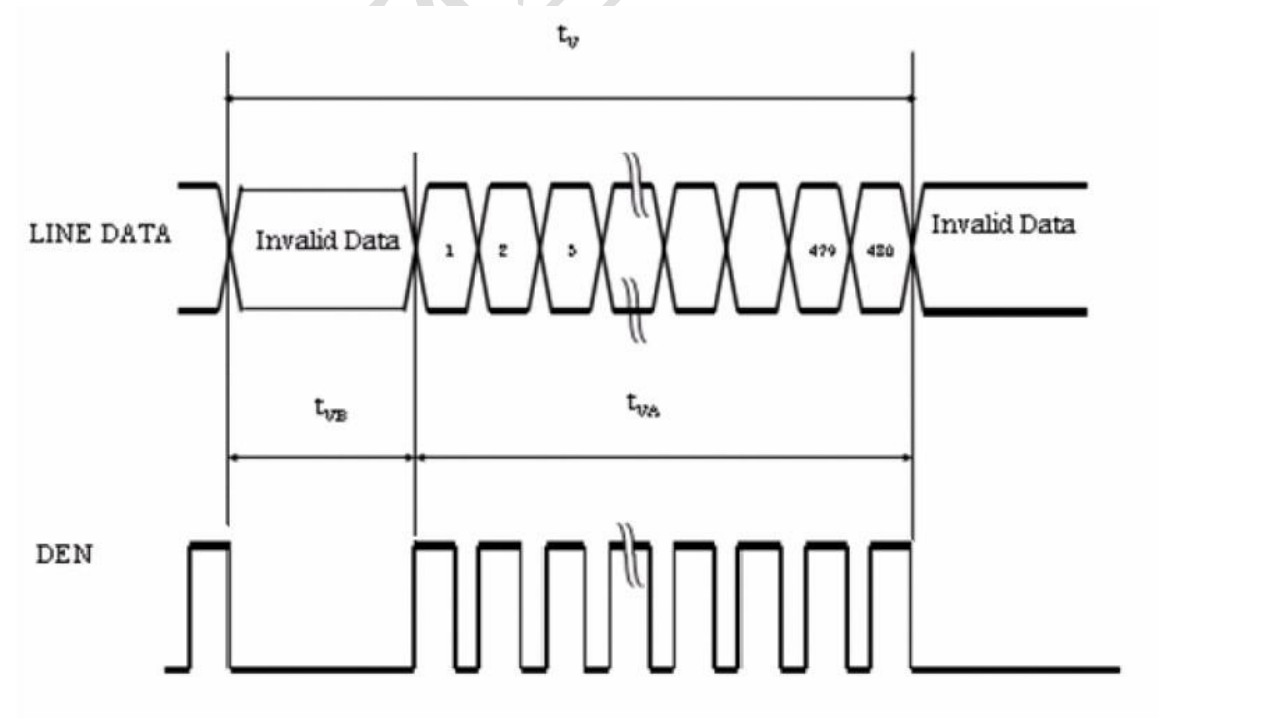 tv
LINE DATA
Invalid Data
1
2
3
479
480
Invalid Data
tVB
tVA
DEN